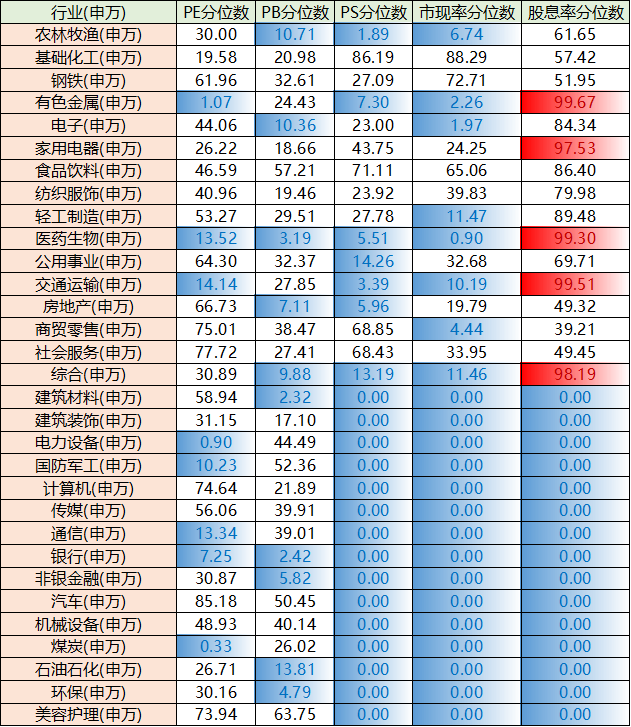 行业(申万) PE分位数 PB分位数 PS分位数 市现率分位数 股息率分位数
农林牧渔(申万) 30.00 10.71 1.89 6.74 61.65
基础化工(申万) 19.58 20.98 86.19 88.29 57.42
钢铁(申万) 61.96 32.61 27.09 72.71 51.95
有色金属(申万) 1.07 24.43 7.30 2.26 99.67
电子(申万) 44.06 10.36 23.00 1.97 84.34
家用电器(申万) 26.22 18.66 43.75 24.25 97.53
食品饮料(申万) 46.59 57.21 71.11 65.06 86.40
纺织服饰(申万) 40.96 19.46 23.92 39.83 79.98
轻工制造(申万) 53.27 29.51 27.78 11.47 89.48
医药生物(申万) 13.52 3.19 5.51 0.90 99.30
公用事业(申万) 64.30 32.37 14.26 32.68 69.71
交通运输(申万) 14.14 27.85 3.39 10.19 99.51
房地产(申万) 66.73 7.11 5.96 19.79 49.32
商贸零售(申万) 75.01 38.47 68.85 4.44 39.21
社会服务(申万) 77.72 27.41 68.43 33.95 49.45
综合(申万) 30.89 9.88 13.19 11.46 98.19
建筑材料(申万) 58.94 2.32 0.00 0.00 0.00
建筑装饰(申万) 31.15 17.10 0.00 0.00 0.00
电力设备(申万) 0.90 44.49 0.00 0.00 0.00
国防军工(申万) 10.23 52.36 0.00 0.00 0.00
计算机(申万) 74.64 21.89 0.00 0.00 0.00
传媒(申万) 56.06 39.91 0.00 0.00 0.00
通信(申万) 13.34 39.01 0.00 0.00 0.00
银行(申万) 7.25 2.42 0.00 0.00 0.00
非银金融(申万) 30.87 5.82 0.00 0.00 0.00
汽车(申万) 85.18 50.45 0.00 0.00 0.00
机械设备(申万) 48.93 40.14 0.00 0.00 0.00
煤炭(申万) 0.33 26.02 0.00 0.00 0.00
石油石化(申万) 26.71 13.81 0.00 0.00 0.00
环保(申万) 30.16 4.79 0.00 0.00 0.00
美容护理(申万) 73.94 63.75 0.00 0.00 0.00